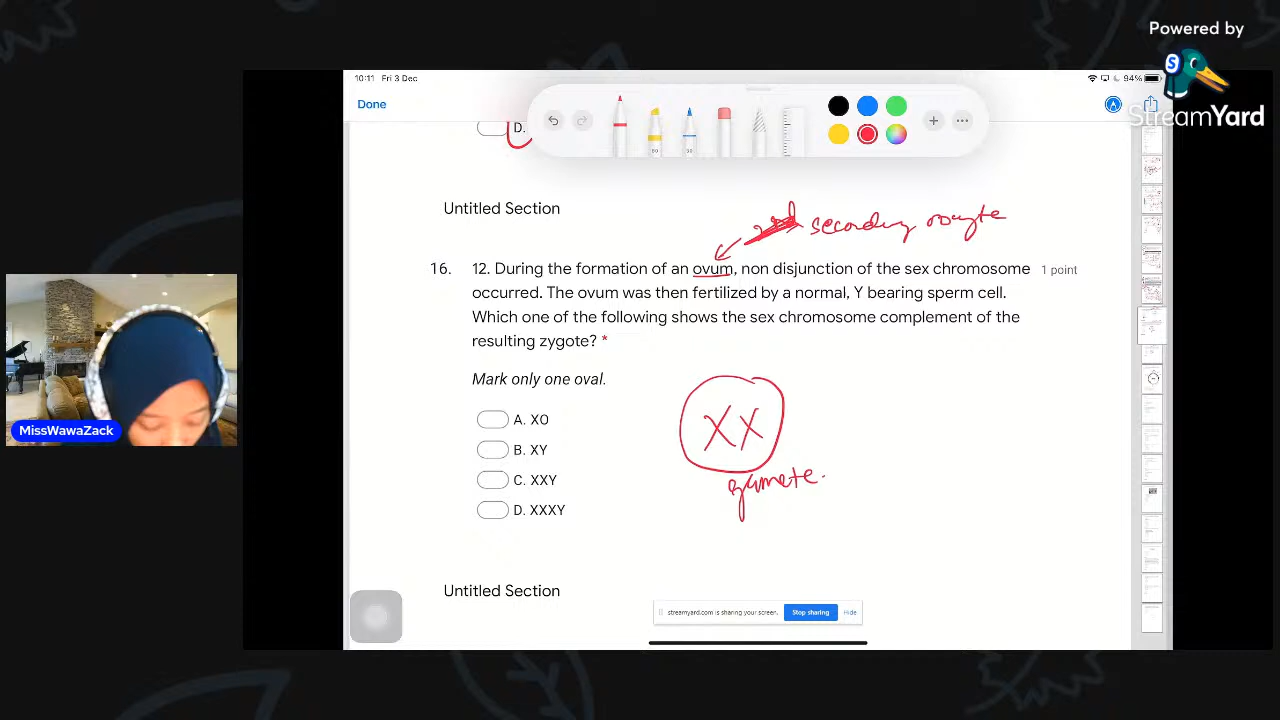 Powered by
S
StreamYard
10:11 Fri 3 Dec
94%
Done
D.
Untitled Section
secondary oocyte
16. 12. During the formation of an ovum, non disjunction of the sex chromosome 1 point
occurred. The ovum was then fertilized by a normal, Y bearing sperm cell.
Which one of the following shows the sex chromosome complement of the
resulting zygote? *
Mark only one oval.
A. XO
B. XY
C. XXY
D. XXXY
XX
gamete.
MissWawaZack
Untitled Section
streamyard.com is sharing your screen. Stop sharing Hide